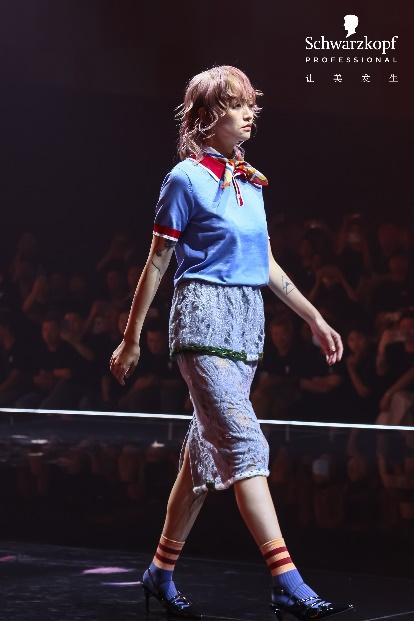 Schwarzkopf
PROFESSIONAL
让美发生